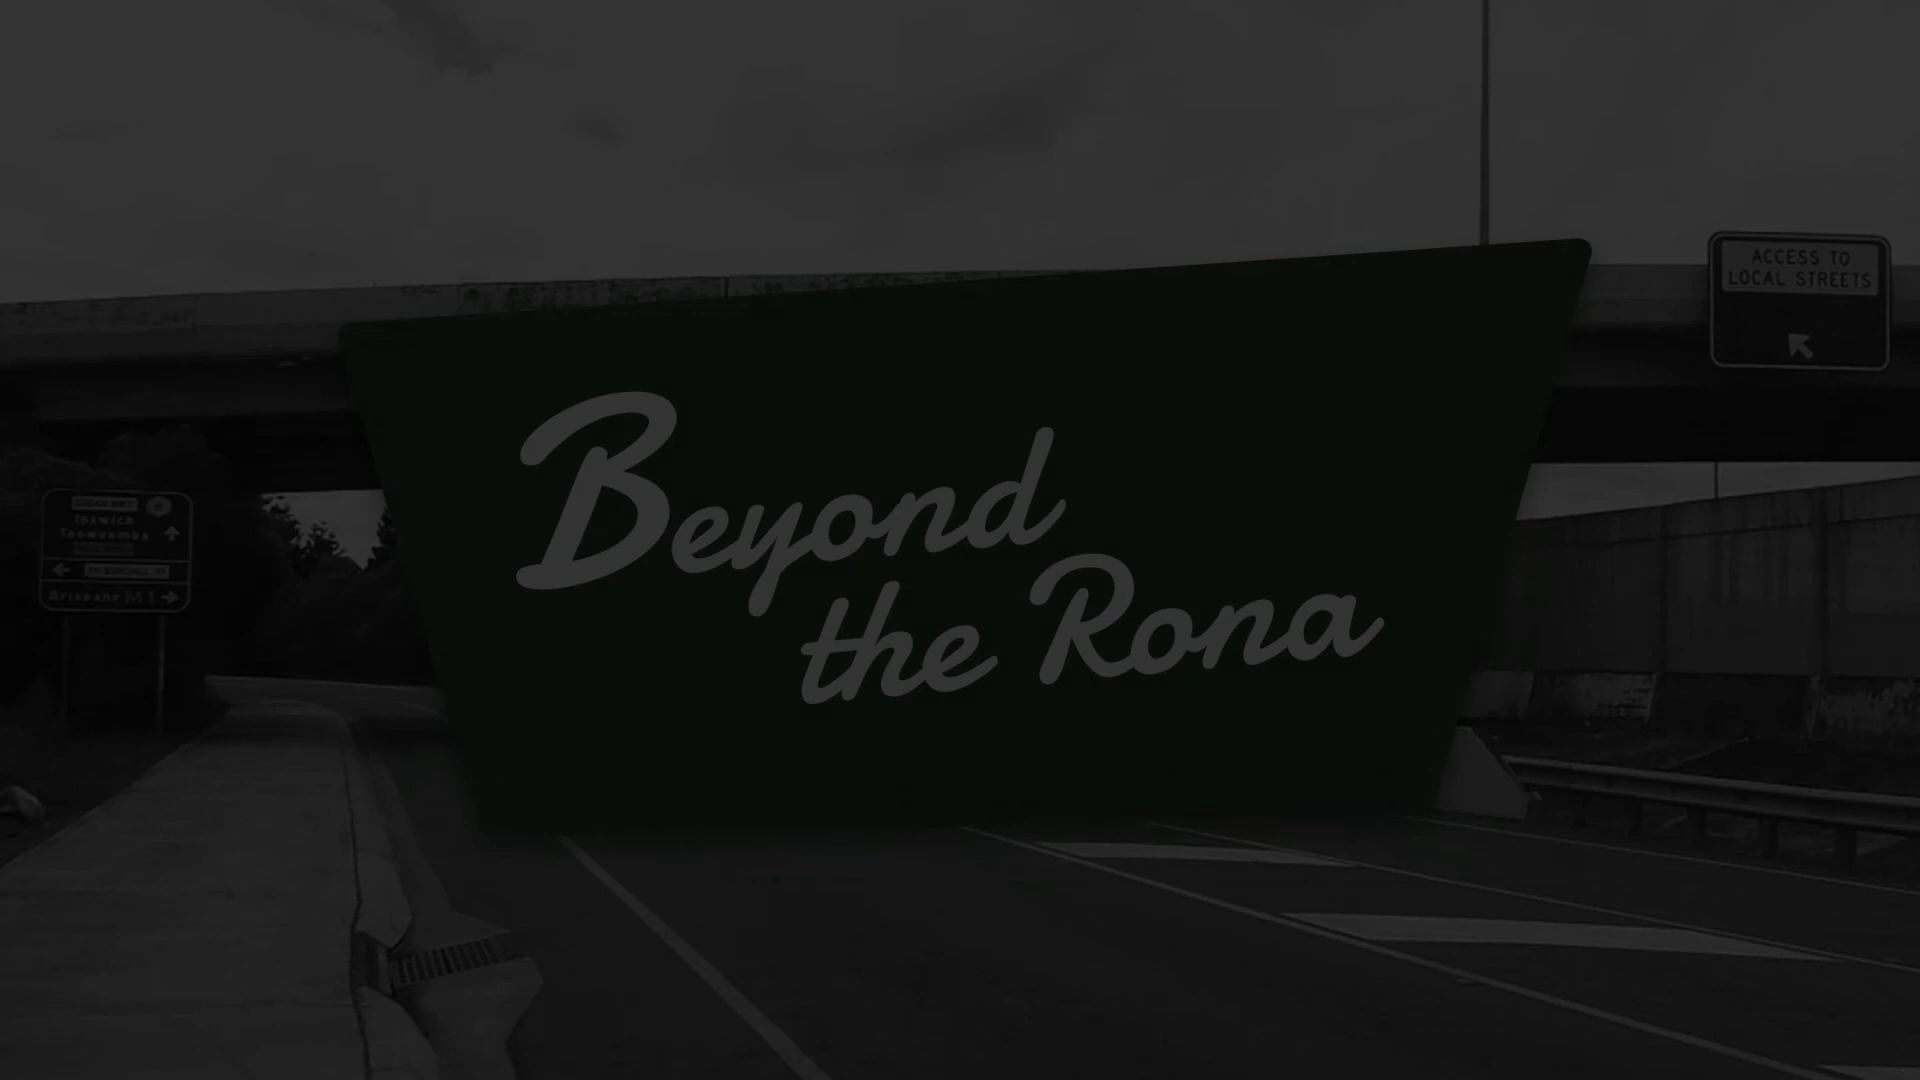 Beyond
the Rona
ACCESS TO
LOCAL STREETS
Ipswich
Toowoomba
Brisbane M1